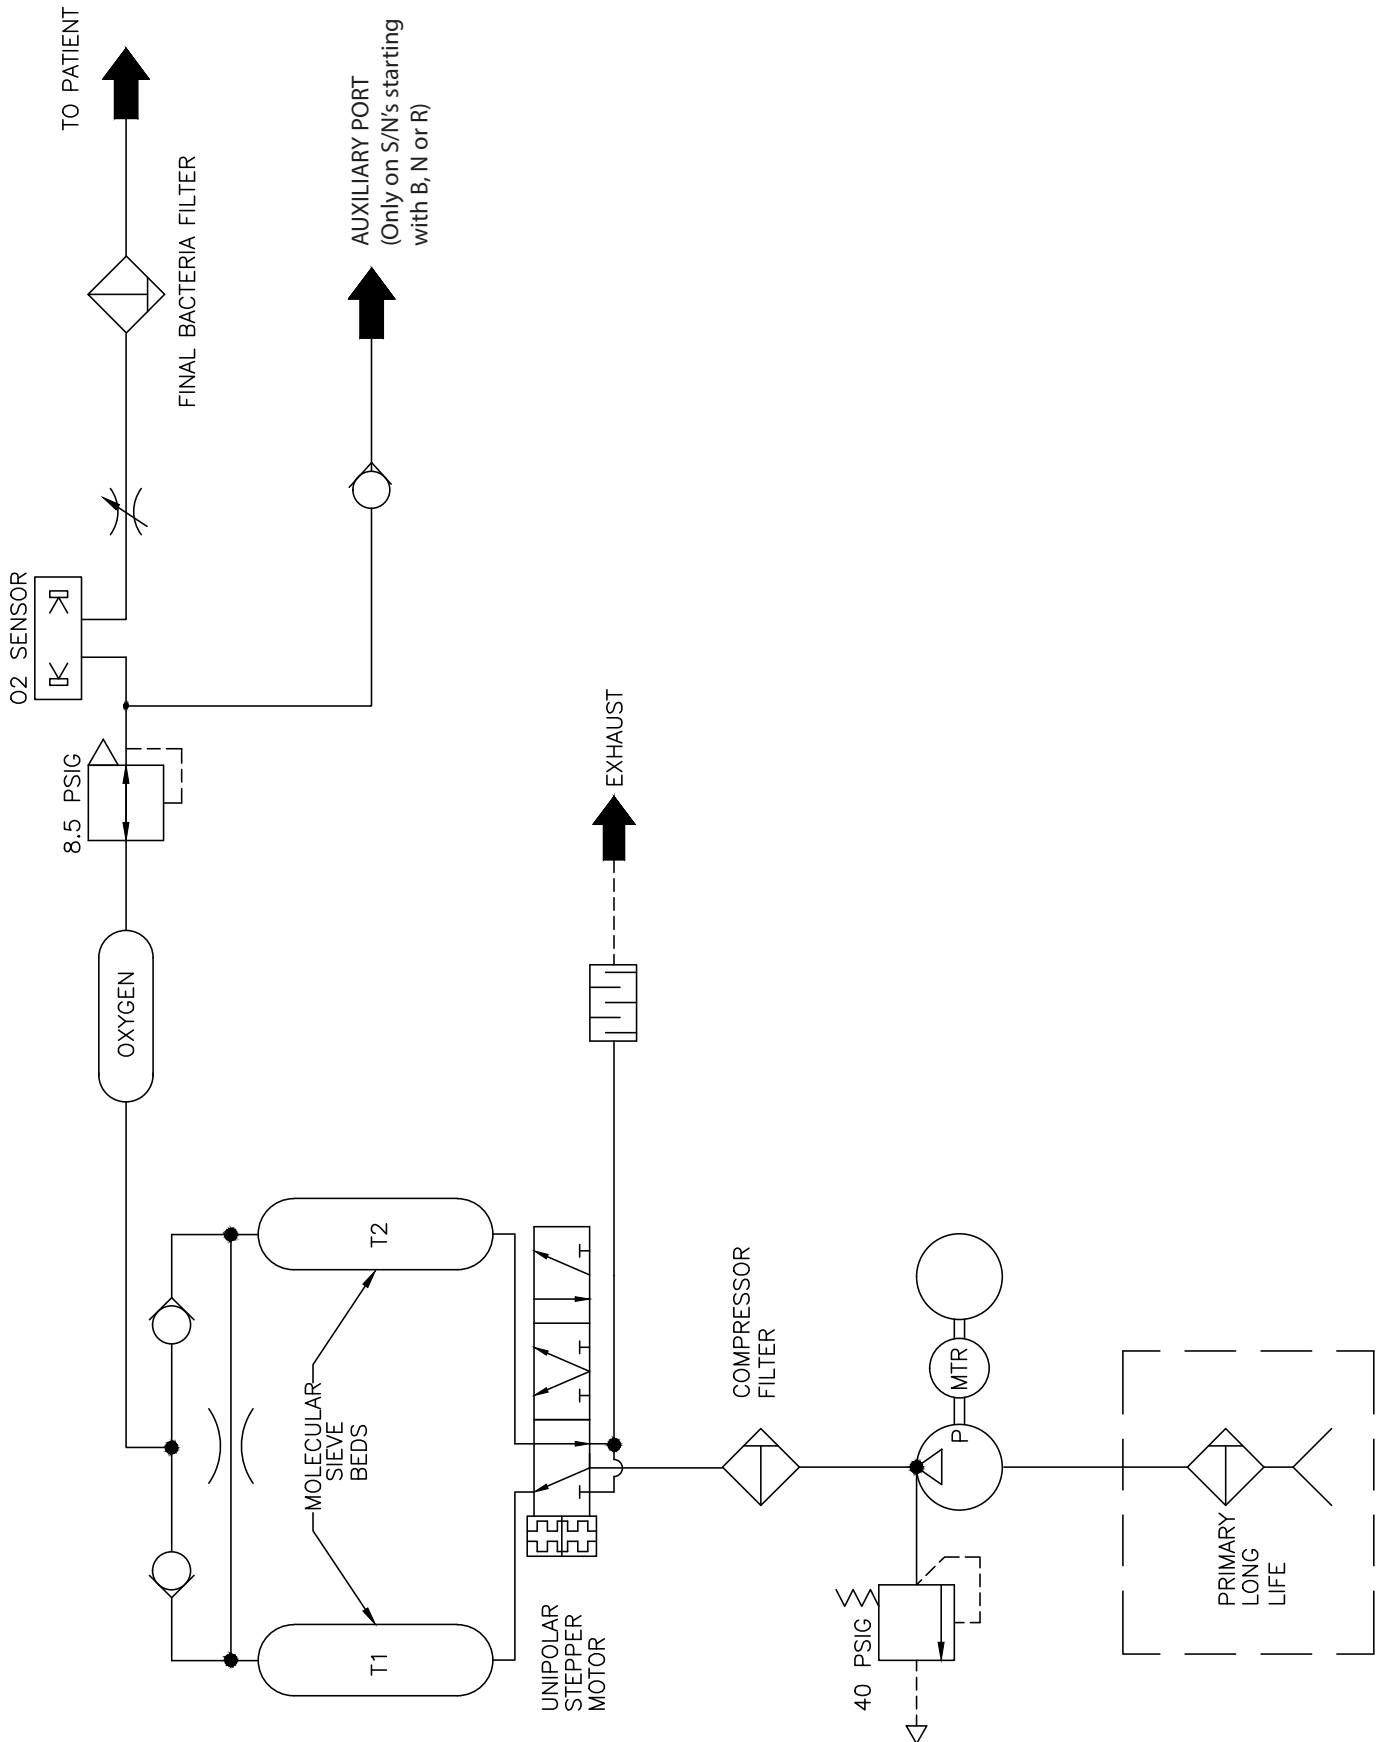 TO PATIENT
FINAL BACTERIA FILTER
AUXILIARY PORT
(Only on S/N's starting
with B, N or R)
O2 SENSOR
8.5 PSIG
OXYGEN
EXHAUST
T2
MOLECULAR
SIEVE
BEDS
T1
UNIPOLAR
STEPPER
MOTOR
COMPRESSOR
FILTER
MTR
P
40 PSIG
PRIMARY
LONG
LIFE